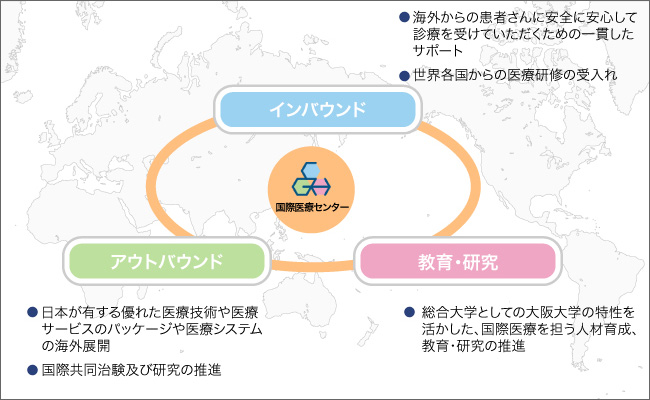 ● 海外からの患者さんに安全に安心して
診療を受けていただくための一貫した
サポート
● 世界各国からの医療研修の受入れ
インバウンド
国際医療センター
アウトバウンド
教育・研究
● 日本が有する優れた医療技術や医療
サービスのパッケージや医療システム
の海外展開
● 国際共同治験及び研究の推進
● 総合大学としての大阪大学の特性を
活かした、国際医療を担う人材育成、
教育・研究の推進